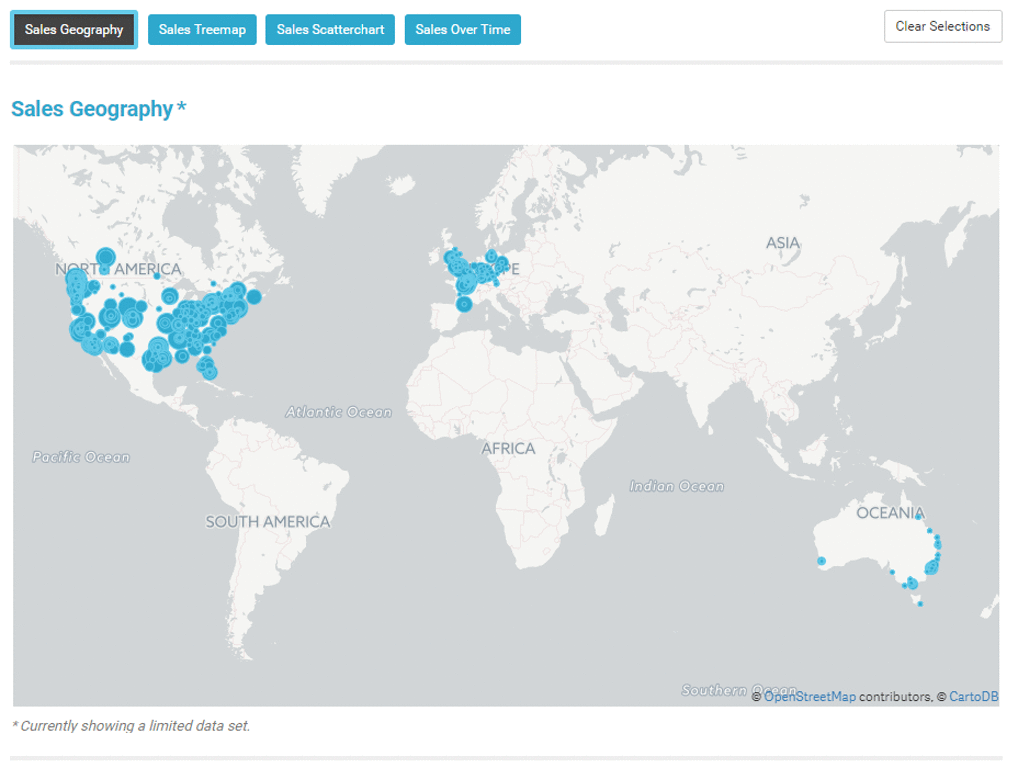 Sales Geography
Sales Treemap
Sales Scatterchart
Sales Over Time
Clear Selections
Sales Geography*
ASIA
NORTH AMERICA
Atlantic Ocean
AFRICA
Pacific Ocean
Indian Ocean
OCEANIA
SOUTH AMERICA
Southern Ocean
© OpenStreetMap contributors, © CartoDB
* Currently showing a limited data set.